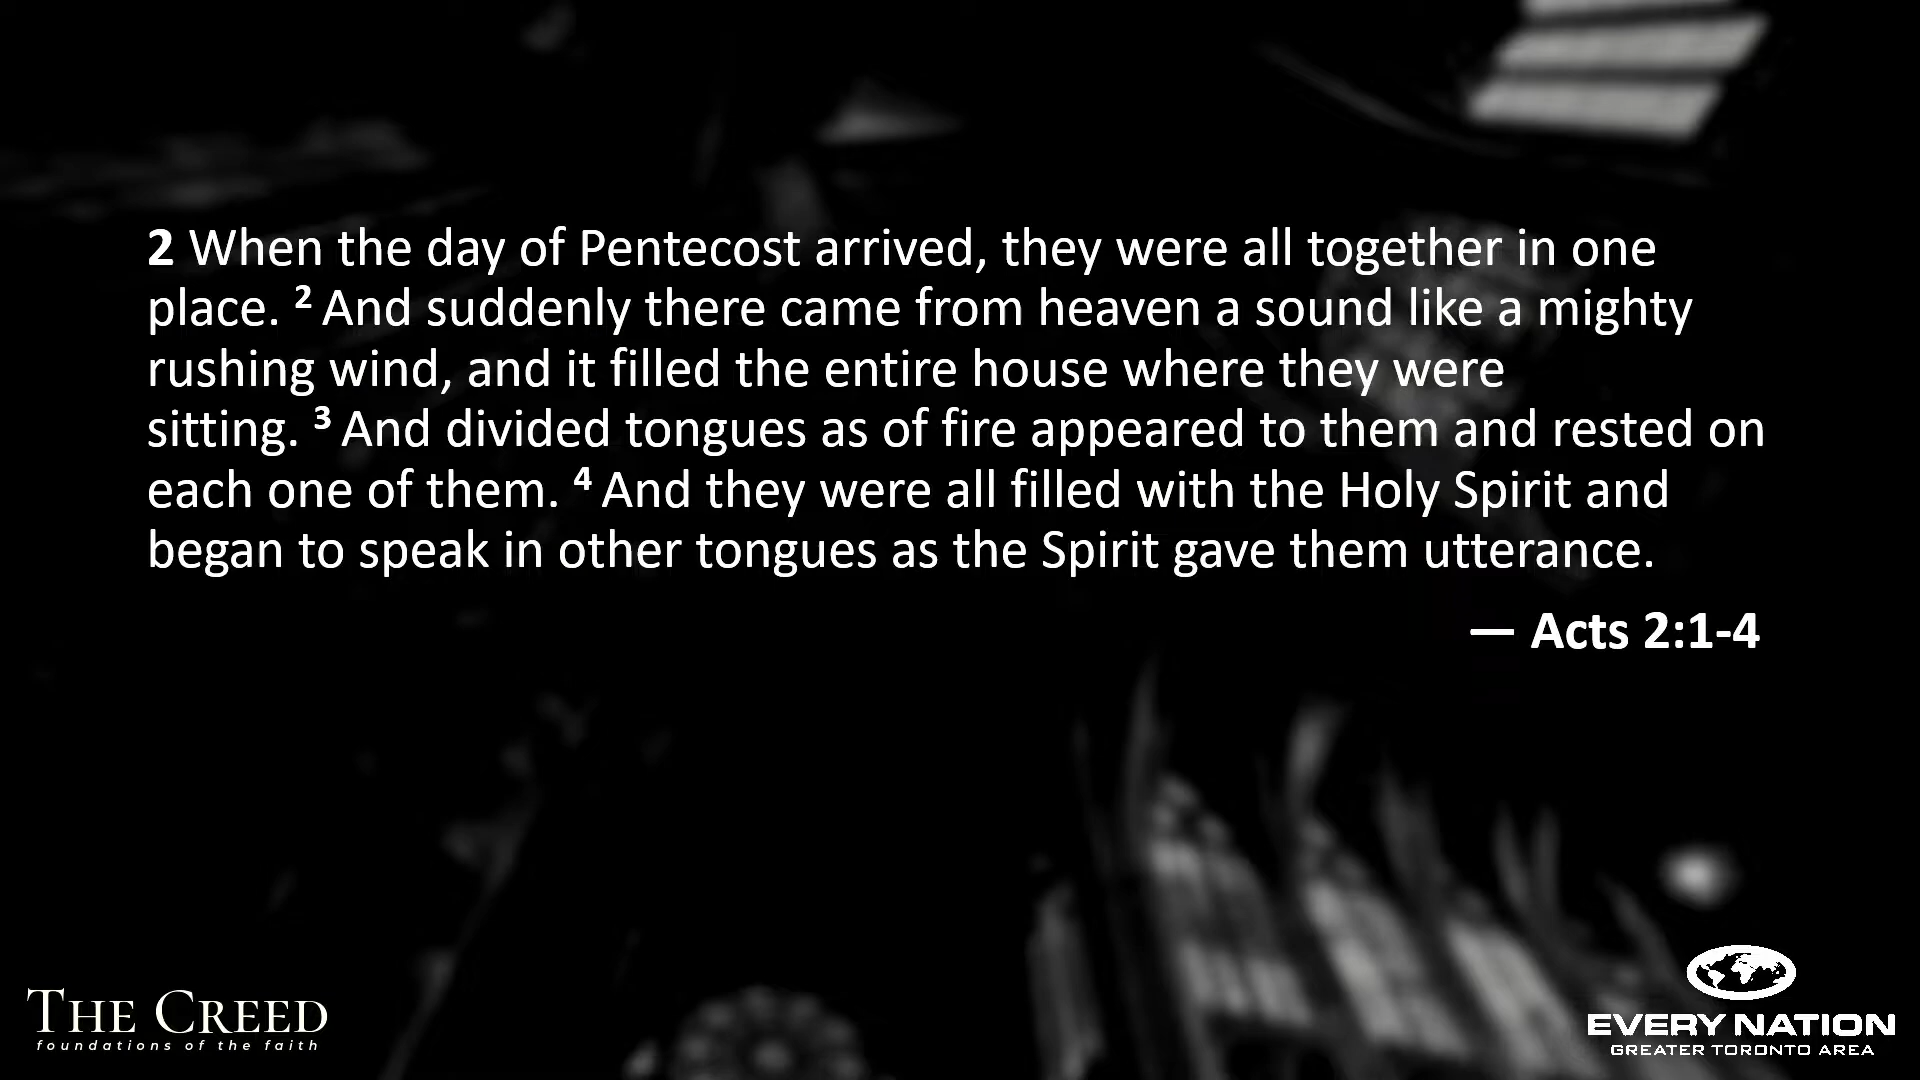 2 When the day of Pentecost arrived, they were all together in one
place. ² And suddenly there came from heaven a sound like a mighty
rushing wind, and it filled the entire house where they were
sitting. ³ And divided tongues as of fire appeared to them and rested on
each one of them. ⁴ And they were all filled with the Holy Spirit and
began to speak in other tongues as the Spirit gave them utterance.
— Acts 2:1-4
THE CREED
foundations of the faith
EVERY NATION
GREATER TORONTO AREA